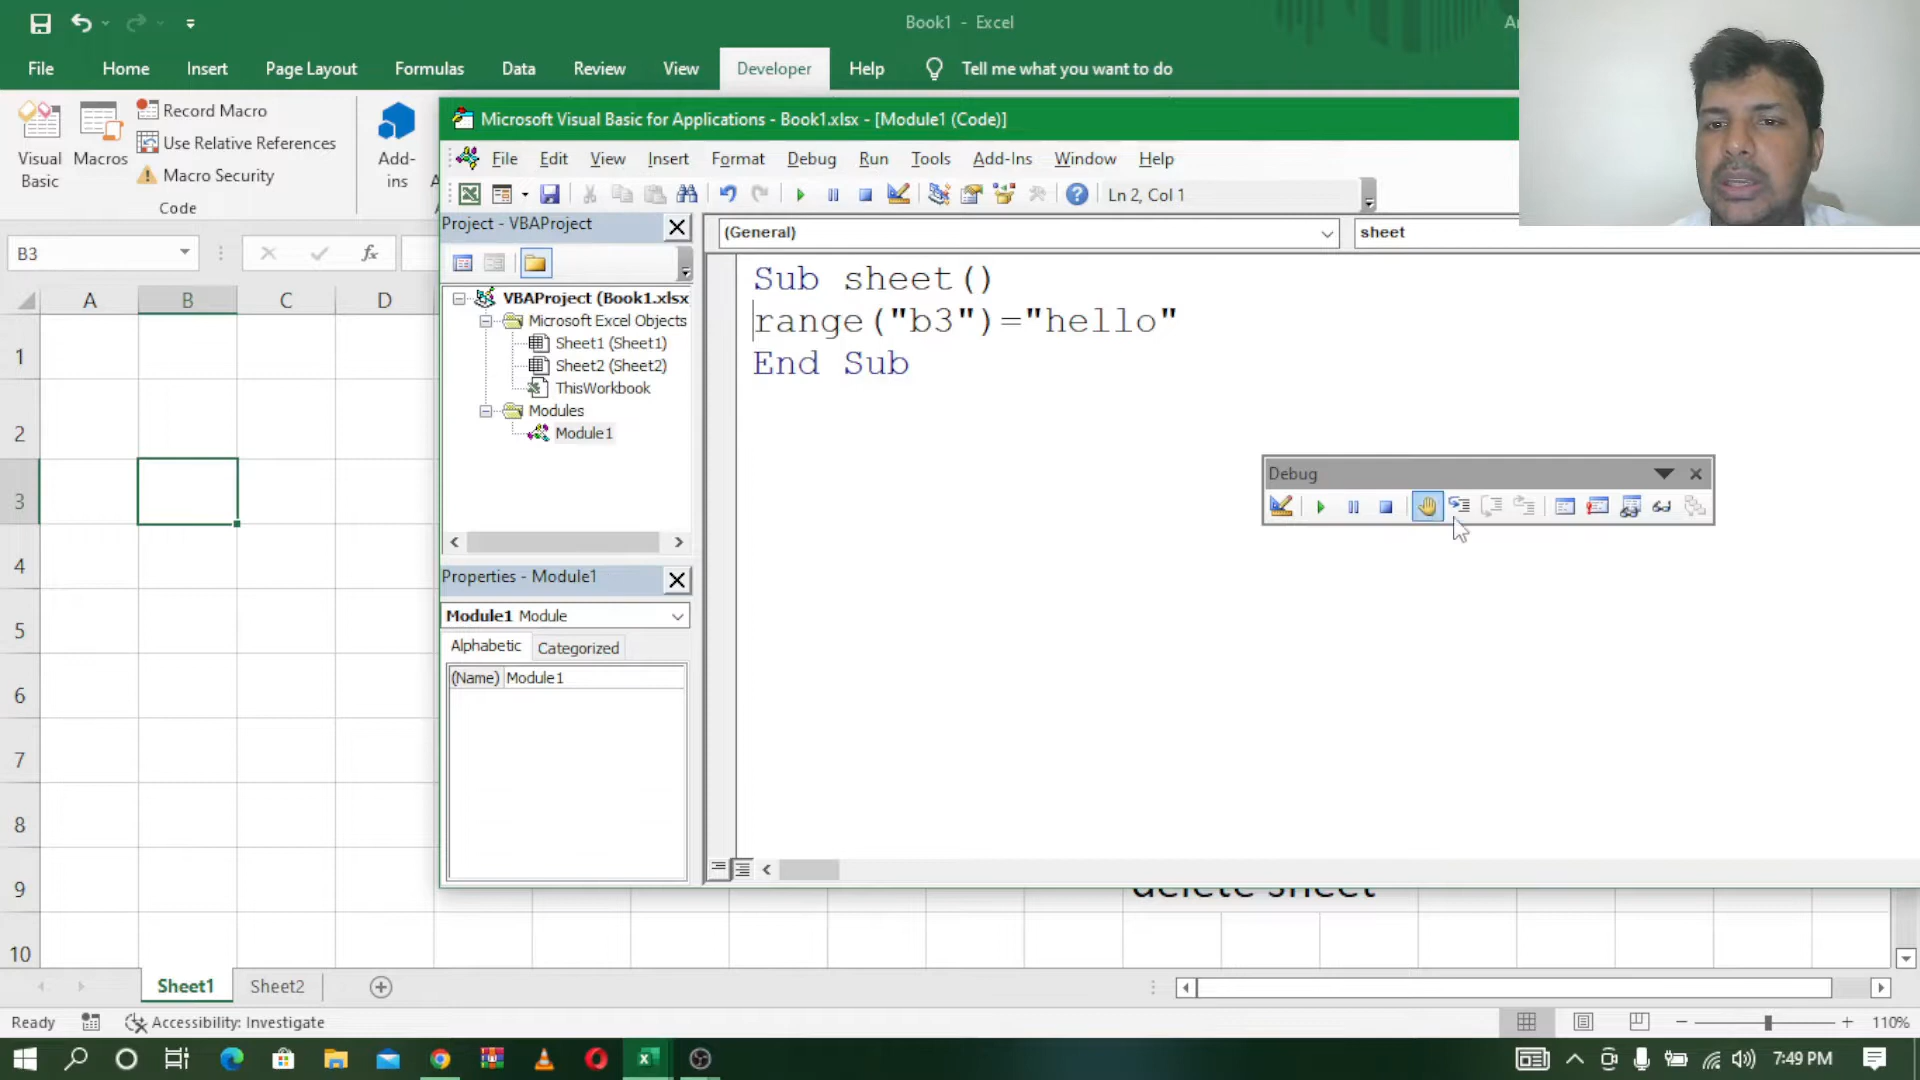 Book1 - Excel
File Home Insert Page Layout Formulas Data Review View Developer Help Tell me what you want to do
Visual Basic
Macros
Record Macro
Use Relative References
Macro Security
Code
Add-ins
Microsoft Visual Basic for Applications - Book1.xlsx - [Module1 (Code)]
File Edit View Insert Format Debug Run Tools Add-Ins Window Help
Ln 2, Col 1
B3
fx
Project - VBAProject
(General)
sheet
VBAProject (Book1.xlsx
Microsoft Excel Objects
Sheet1 (Sheet1)
Sheet2 (Sheet2)
ThisWorkbook
Modules
Module1
Sub sheet()
range("b3")="hello"
End Sub
Debug
Properties - Module1
Module1 Module
Alphabetic Categorized
(Name) Module1
A B C D
1
2
3
4
5
6
7
8
9
10
delete sheet
Sheet1 Sheet2
Ready Accessibility: Investigate
110%
7:49 PM